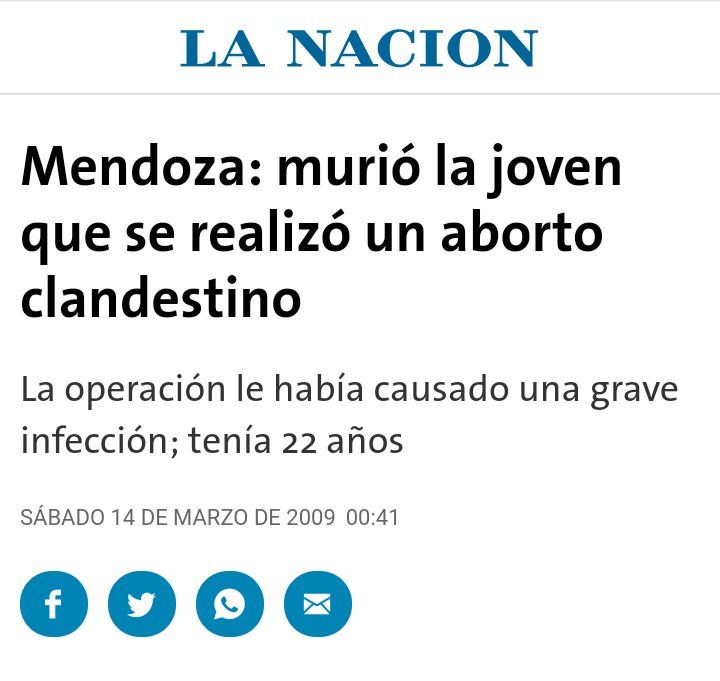 LA NACION
Mendoza: murió la joven
que se realizó un aborto
clandestino
La operación le había causado una grave
infección; tenía 22 años
SÁBADO 14 DE MARZO DE 2009 00:41